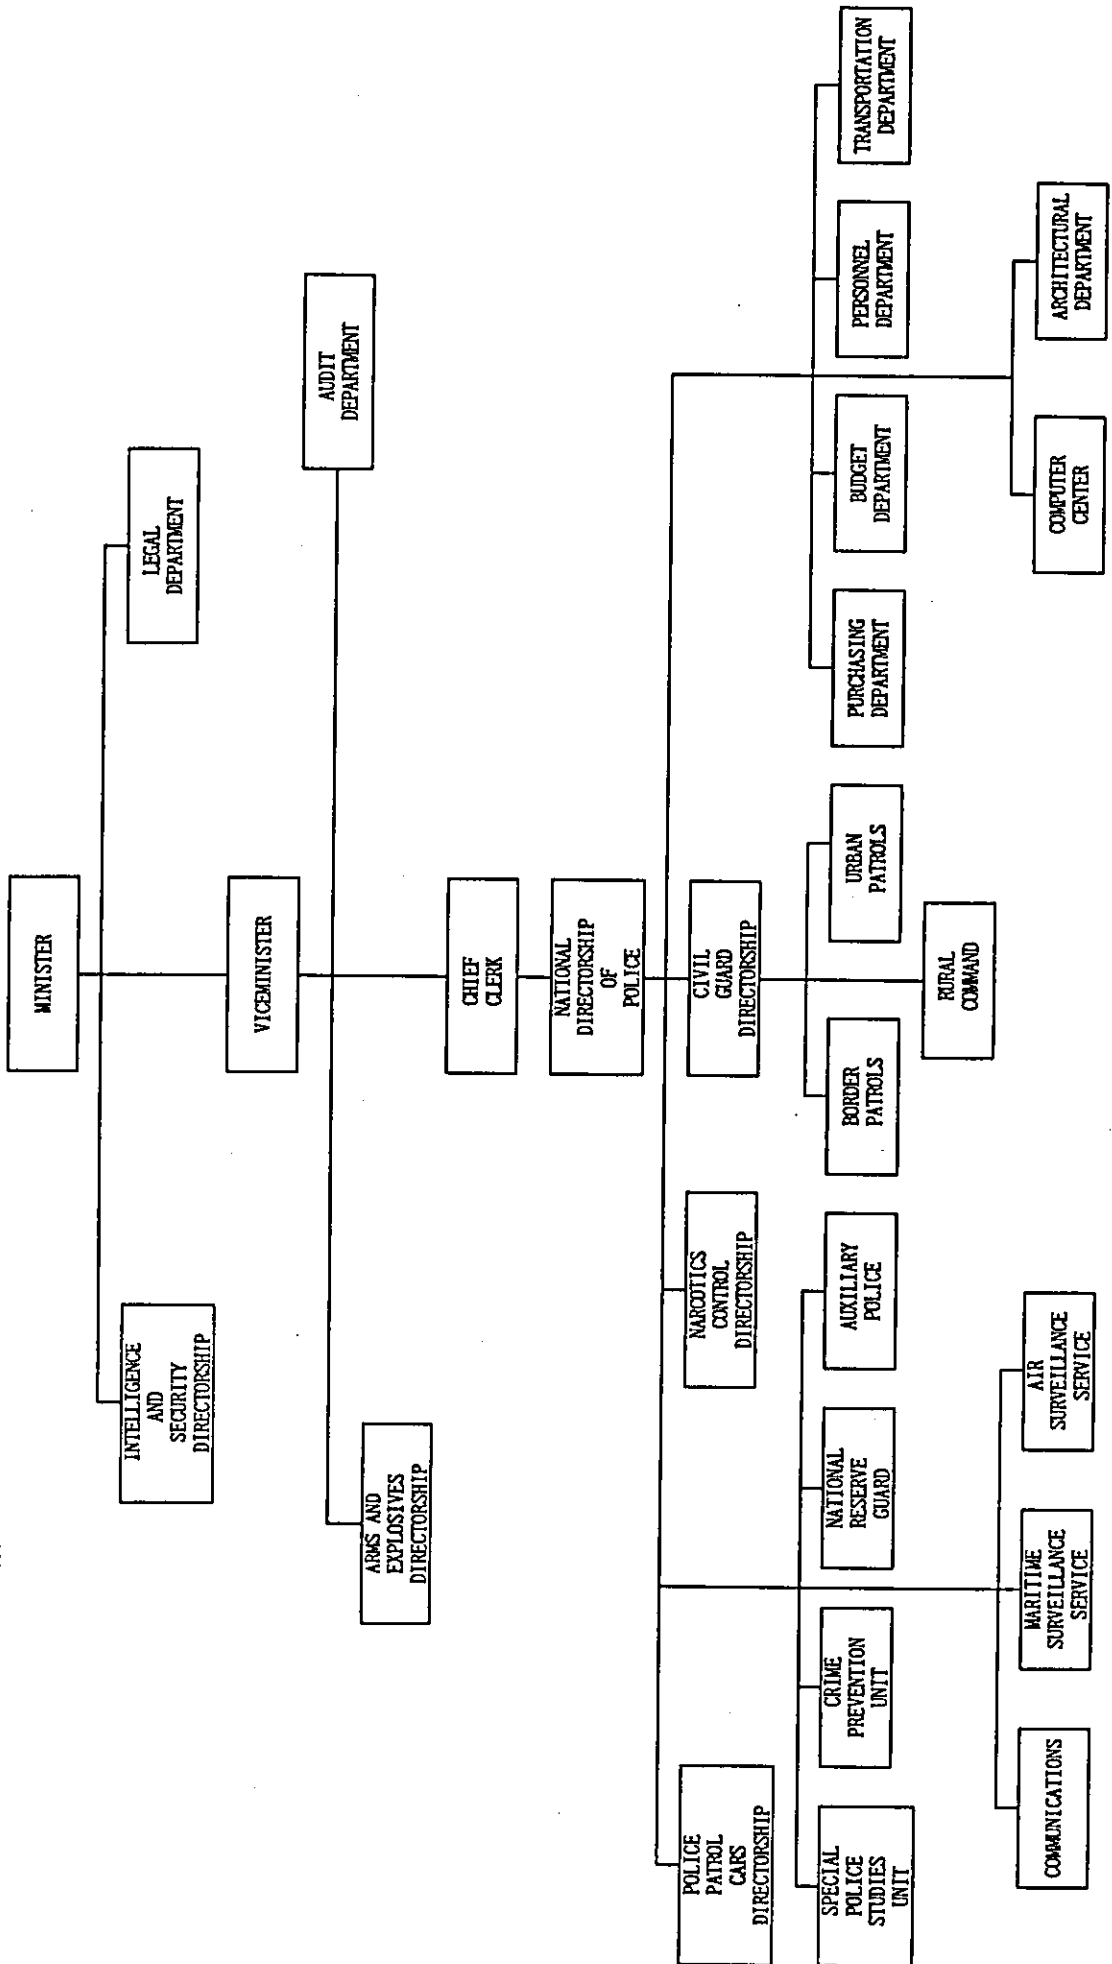 MINISTER
INTELLIGENCE
AND
SECURITY
DIRECTORSHIP
LEGAL
DEPARTMENT
VICEMINISTER
ARMS AND
EXPLOSIVES
DIRECTORSHIP
AUDIT
DEPARTMENT
CHIEF
CLERK
NATIONAL
DIRECTORSHIP
OF
POLICE
POLICE
PATROL
CARS
DIRECTORSHIP
NARCOTICS
CONTROL
DIRECTORSHIP
CIVIL
GUARD
DIRECTORSHIP
SPECIAL
POLICE
STUDIES
UNIT
CRIME
PREVENTION
UNIT
NATIONAL
RESERVE
GUARD
AUXILIARY
POLICE
BORDER
PATROLS
URBAN
PATROLS
PURCHASING
DEPARTMENT
BUDGET
DEPARTMENT
PERSONNEL
DEPARTMENT
TRANSPORTATION
DEPARTMENT
RURAL
COMMAND
COMMUNICATIONS
MARITIME
SURVEILLANCE
SERVICE
AIR
SURVEILLANCE
SERVICE
COMPUTER
CENTER
ARCHITECTURAL
DEPARTMENT